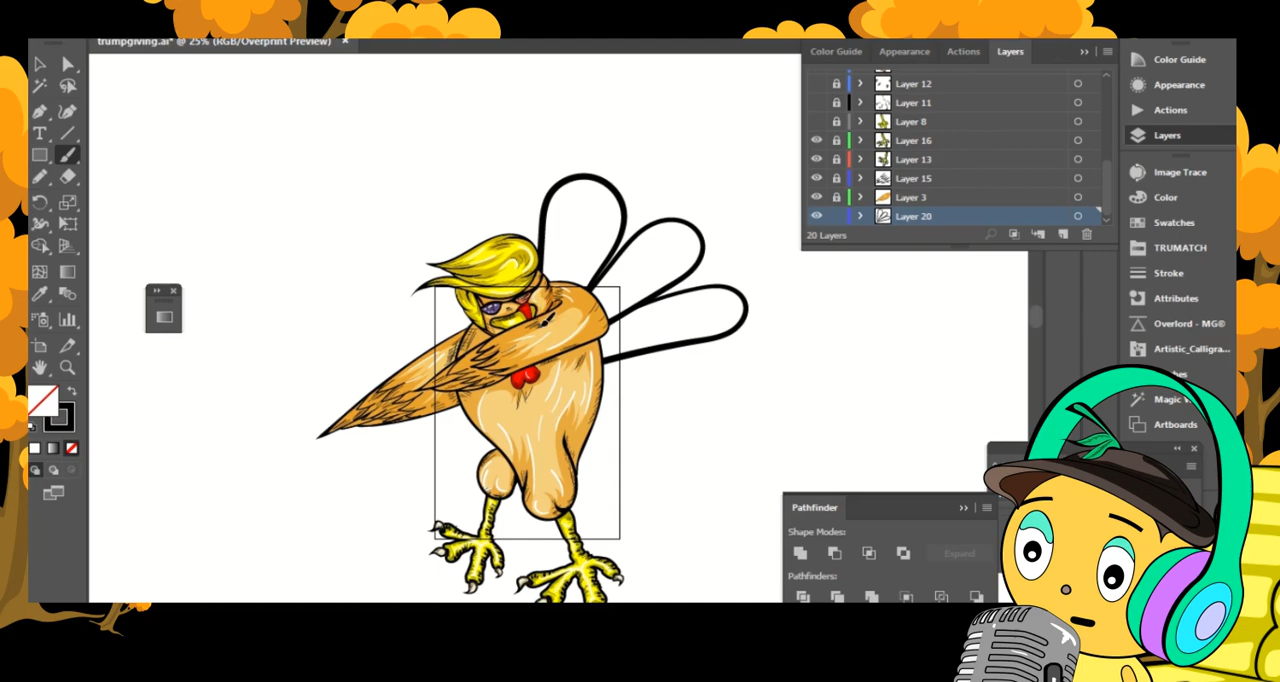 trumpgiving.ai* @ 25% (RGB/Overprint Preview) ×
Color Guide Appearance Actions Layers
Layer 12
Layer 11
Layer 8
Layer 16
Layer 13
Layer 15
Layer 3
Layer 20
20 Layers
Color Guide
Appearance
Actions
Layers
Image Trace
Color
Swatches
TRUMATCH
Stroke
Attributes
Overlord - MG®
Artistic_Calligra...
Magic
Artboards
Pathfinder
Shape Modes:
Expand
Pathfinders: